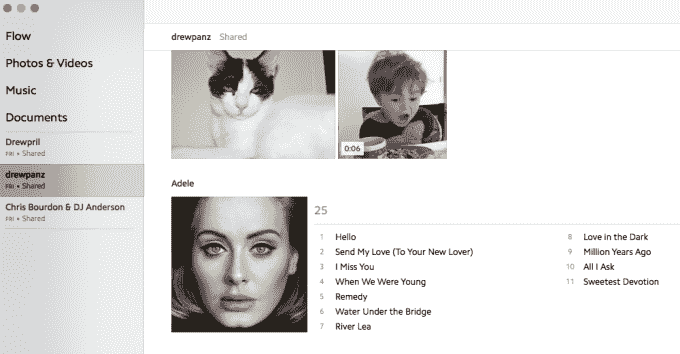 Flow
Photos & Videos
Music
Documents
Drewpril
FRI • Shared
drewpanz
FRI • Shared
Chris Bourdon & DJ Anderson
FRI • Shared
drewpanz Shared
0:06
Adele
25
1 Hello
2 Send My Love (To Your New Lover)
3 I Miss You
4 When We Were Young
5 Remedy
6 Water Under the Bridge
7 River Lea
8 Love in the Dark
9 Million Years Ago
10 All I Ask
11 Sweetest Devotion